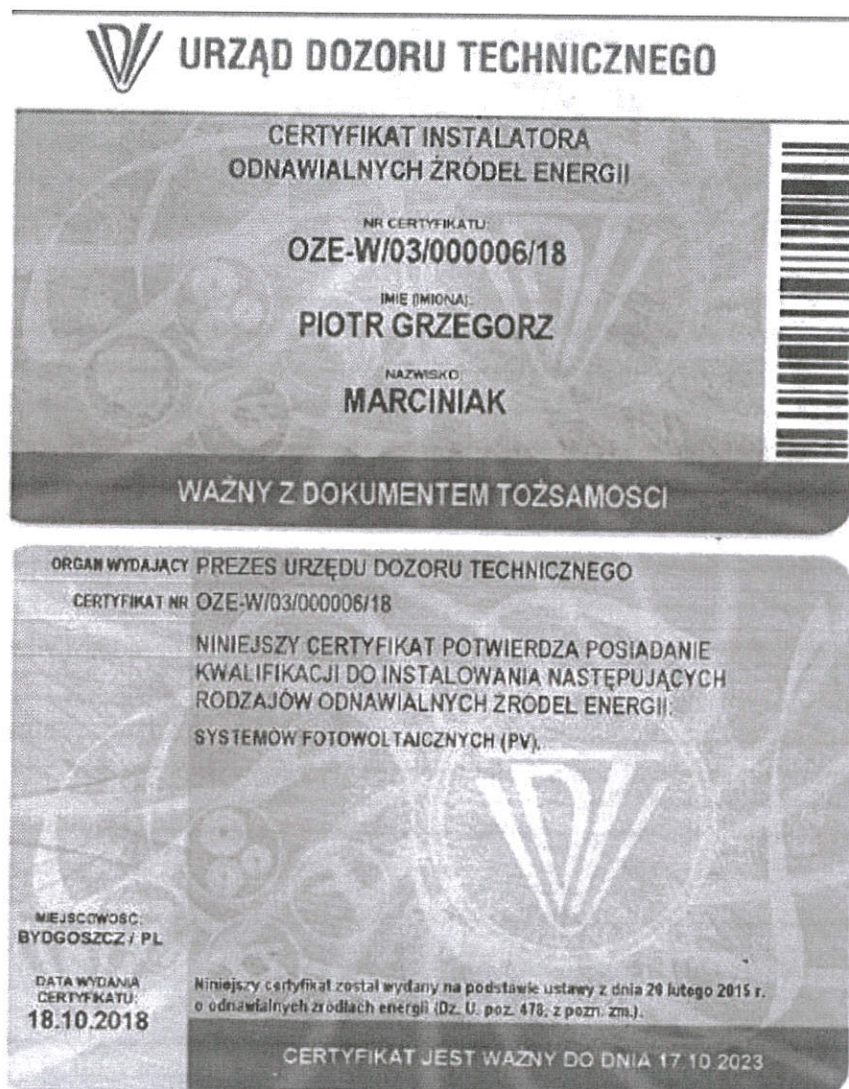 URZĄD DOZORU TECHNICZNEGO
CERTYFIKAT INSTALATORA
ODNAWIALNYCH ŹRÓDEŁ ENERGII
NR CERTYFIKATU:
OZE-W/03/000006/18
IMIĘ (IMIONA):
PIOTR GRZEGORZ
NAZWISKO:
MARCINIAK
WAŻNY Z DOKUMENTEM TOŻSAMOŚCI
ORGAN WYDAJĄCY PREZES URZĘDU DOZORU TECHNICZNEGO
CERTYFIKAT NR OZE-W/03/000006/18
NINIEJSZY CERTYFIKAT POTWIERDZA POSIADANIE
KWALIFIKACJI DO INSTALOWANIA NASTĘPUJĄCYCH
RODZAJÓW ODNAWIALNYCH ŹRÓDEŁ ENERGII:
SYSTEMÓW FOTOWOLTAICZNYCH (PV).
MIEJSCOWOŚĆ:
BYDGOSZCZ / PL
DATA WYDANIA
CERTYFIKATU:
18.10.2018
Niniejszy certyfikat został wydany na podstawie ustawy z dnia 20 lutego 2015 r.
o odnawialnych źródłach energii (Dz. U. poz. 478, z pozn. zm.).
CERTYFIKAT JEST WAŻNY DO DNIA 17.10.2023